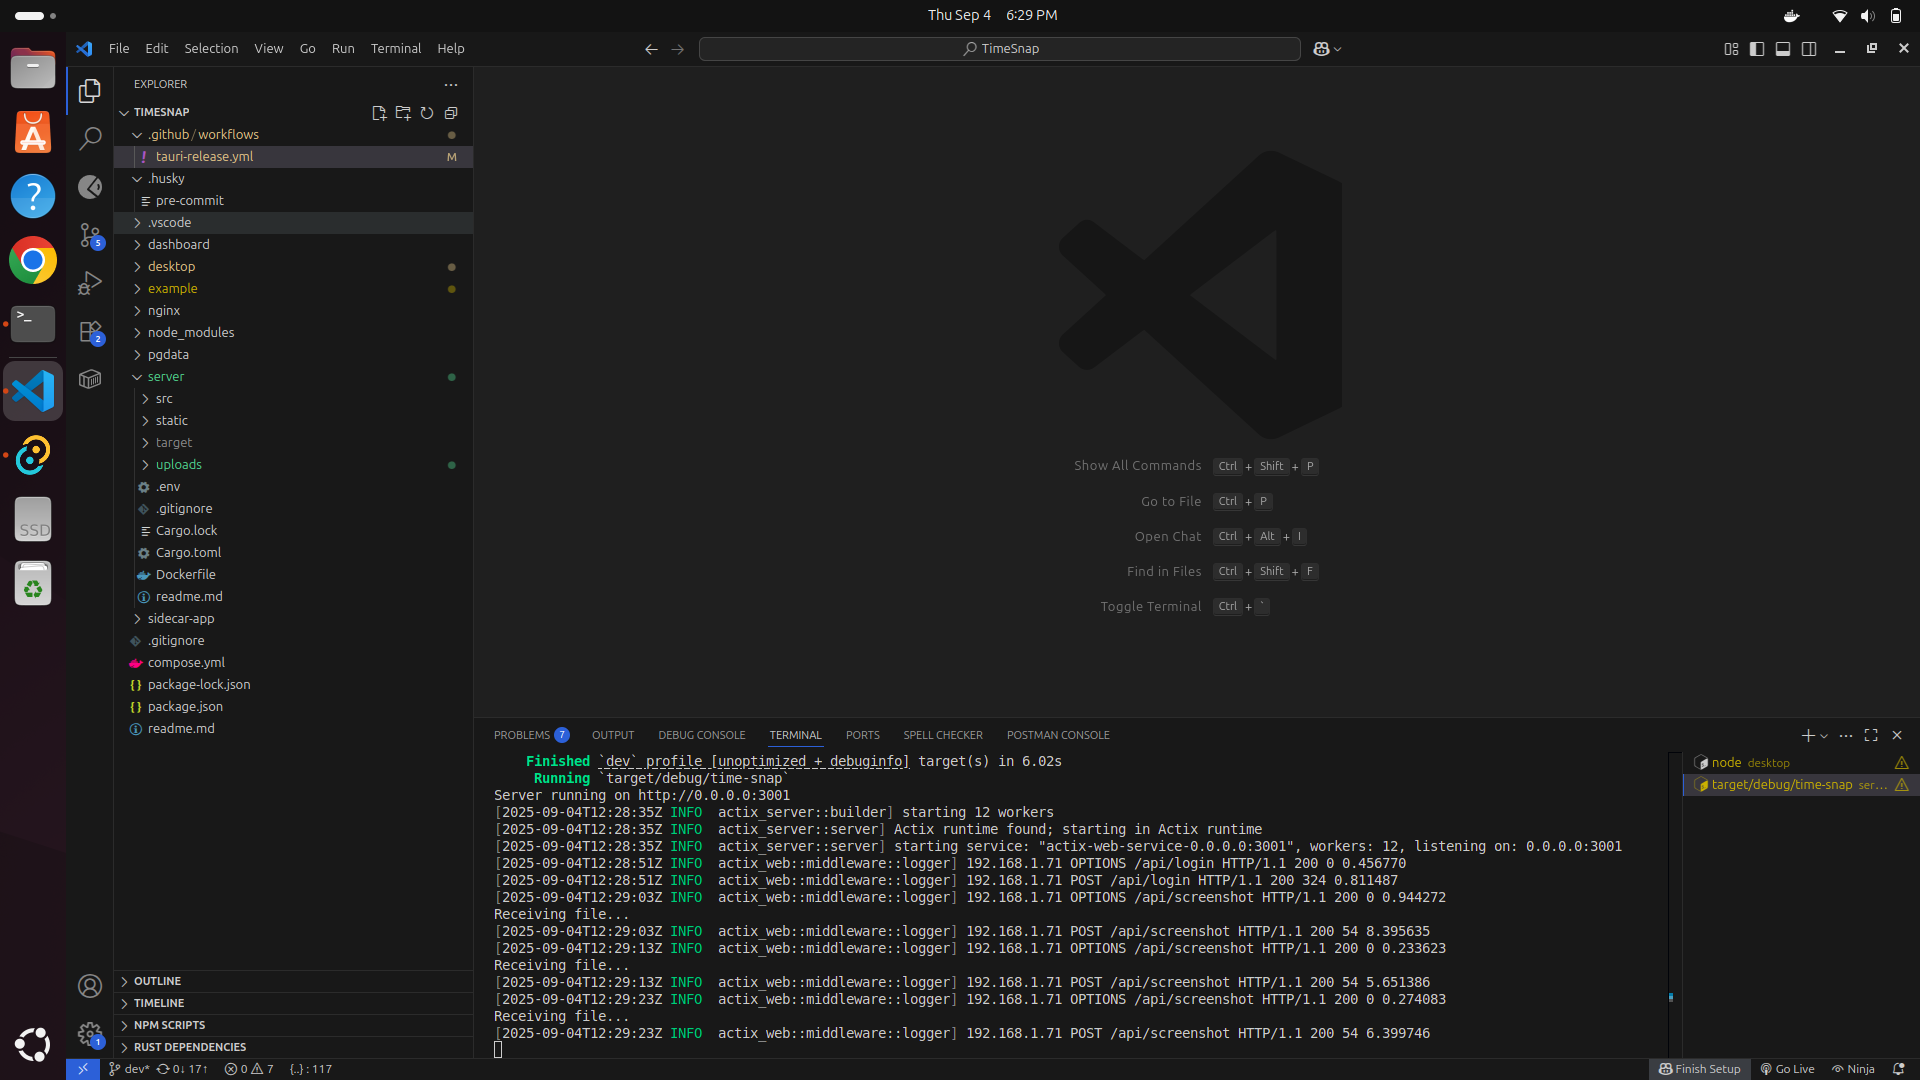 Thu Sep 4 6:29 PM
File Edit Selection View Go Run Terminal Help
TimeSnap
EXPLORER
TIMESNAP
.github / workflows
tauri-release.yml M
.husky
pre-commit
.vscode
dashboard
desktop
example
nginx
node_modules
pgdata
server
src
static
target
uploads
.env
.gitignore
Cargo.lock
Cargo.toml
Dockerfile
readme.md
sidecar-app
.gitignore
compose.yml
package-lock.json
package.json
readme.md
OUTLINE
TIMELINE
NPM SCRIPTS
RUST DEPENDENCIES
5
2
1
SSD
Show All Commands Ctrl + Shift + P
Go to File Ctrl + P
Open Chat Ctrl + Alt + I
Find in Files Ctrl + Shift + F
Toggle Terminal Ctrl + `
PROBLEMS 7 OUTPUT DEBUG CONSOLE TERMINAL PORTS SPELL CHECKER POSTMAN CONSOLE
Finished `dev` profile [unoptimized + debuginfo] target(s) in 6.02s
Running `target/debug/time-snap`
Server running on http://0.0.0.0:3001
[2025-09-04T12:28:35Z INFO actix_server::builder] starting 12 workers
[2025-09-04T12:28:35Z INFO actix_server::server] Actix runtime found; starting in Actix runtime
[2025-09-04T12:28:35Z INFO actix_server::server] starting service: "actix-web-service-0.0.0.0:3001", workers: 12, listening on: 0.0.0.0:3001
[2025-09-04T12:28:51Z INFO actix_web::middleware::logger] 192.168.1.71 OPTIONS /api/login HTTP/1.1 200 0 0.456770
[2025-09-04T12:28:51Z INFO actix_web::middleware::logger] 192.168.1.71 POST /api/login HTTP/1.1 200 324 0.811487
[2025-09-04T12:29:03Z INFO actix_web::middleware::logger] 192.168.1.71 OPTIONS /api/screenshot HTTP/1.1 200 0 0.944272
Receiving file...
[2025-09-04T12:29:03Z INFO actix_web::middleware::logger] 192.168.1.71 POST /api/screenshot HTTP/1.1 200 54 8.395635
[2025-09-04T12:29:13Z INFO actix_web::middleware::logger] 192.168.1.71 OPTIONS /api/screenshot HTTP/1.1 200 0 0.233623
Receiving file...
[2025-09-04T12:29:13Z INFO actix_web::middleware::logger] 192.168.1.71 POST /api/screenshot HTTP/1.1 200 54 5.651386
[2025-09-04T12:29:23Z INFO actix_web::middleware::logger] 192.168.1.71 OPTIONS /api/screenshot HTTP/1.1 200 0 0.274083
Receiving file...
[2025-09-04T12:29:23Z INFO actix_web::middleware::logger] 192.168.1.71 POST /api/screenshot HTTP/1.1 200 54 6.399746
node desktop
target/debug/time-snap ser...
dev* 0↓ 17↑ 0 7 {..} : 117
Finish Setup Go Live Ninja